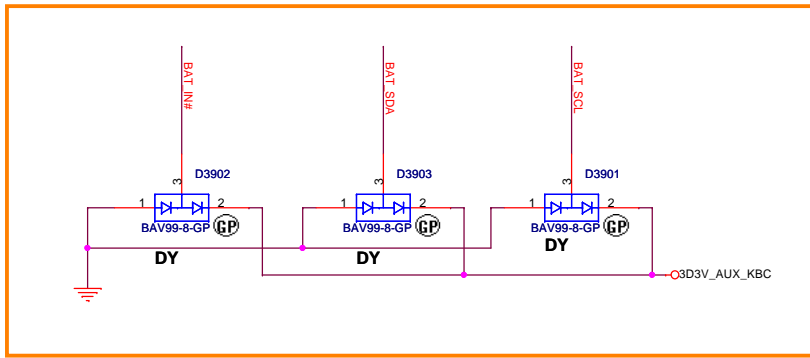 BAT_IN#
BAT_SDA
BAT_SCL
D3902
D3903
D3901
3
3
3
1
2
1
2
1
2
BAV99-8-GP
GP
BAV99-8-GP
GP
BAV99-8-GP
GP
DY
DY
DY
3D3V_AUX_KBC